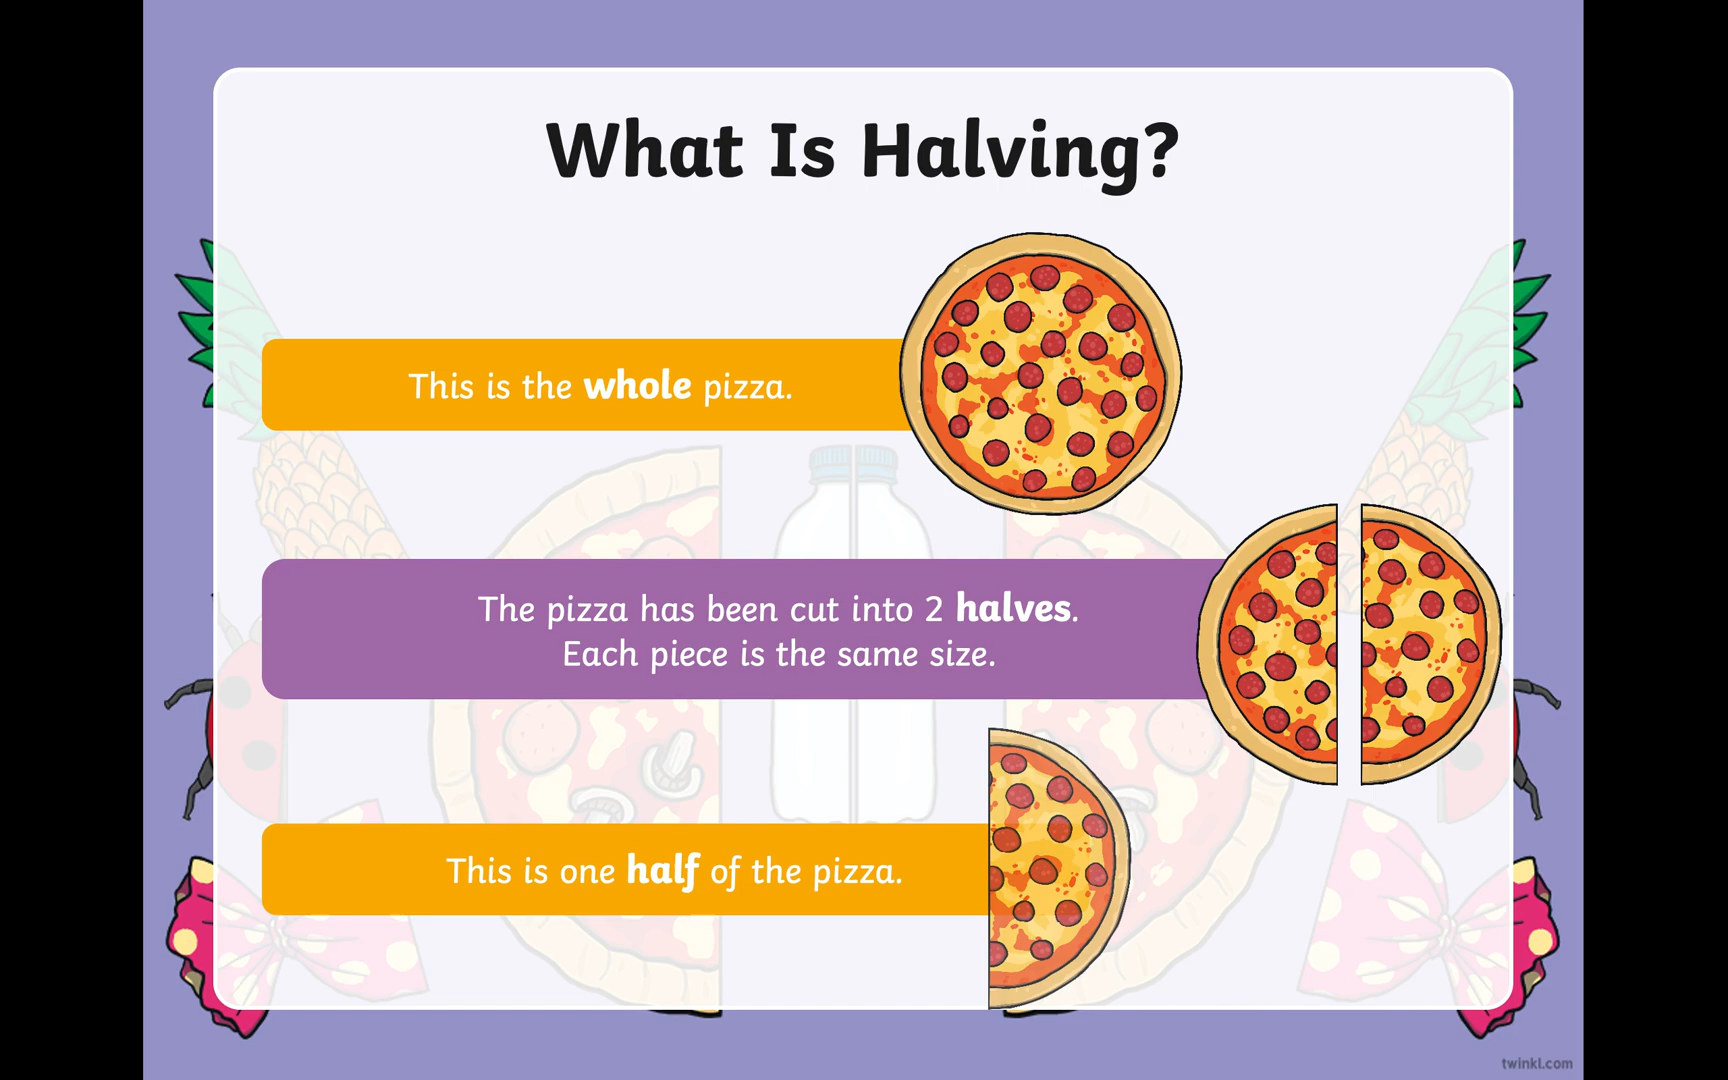 What Is Halving?
This is the whole pizza.
The pizza has been cut into 2 halves.
Each piece is the same size.
This is one half of the pizza.
twinkl.com